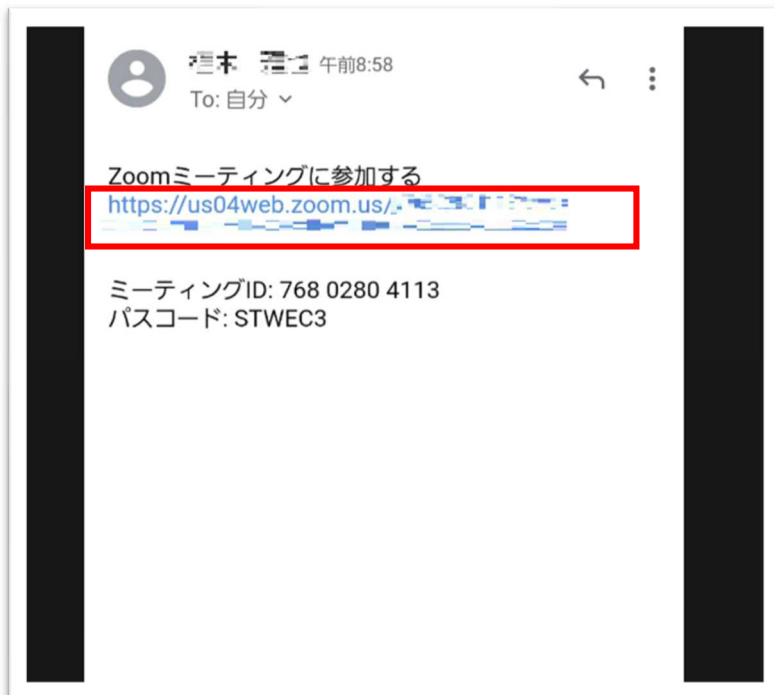 午前8:58
To: 自分
Zoomミーティングに参加する
https://us04web.zoom.us/
ミーティングID: 768 0280 4113
パスコード: STWEC3